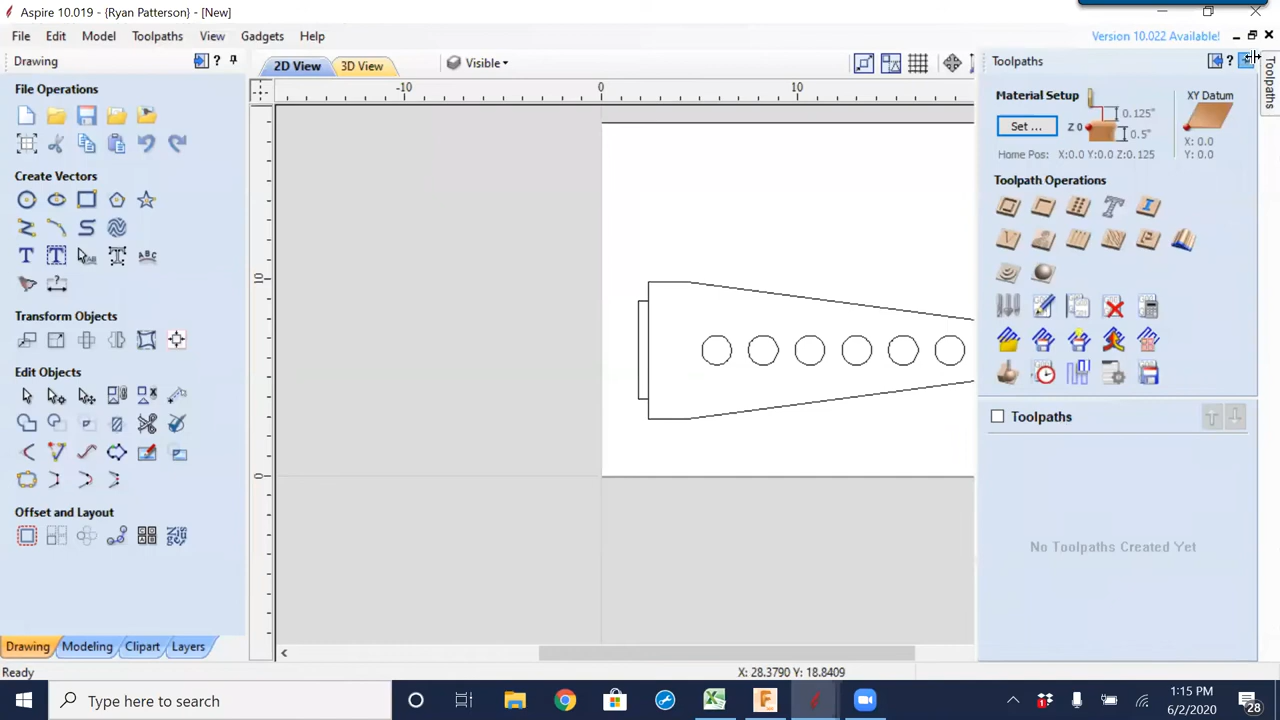 Aspire 10.019 - {Ryan Patterson} - [New]
File Edit Model Toolpaths View Gadgets Help
Version 10.022 Available!
Drawing
File Operations
Create Vectors
Transform Objects
Edit Objects
Offset and Layout
Drawing Modeling Clipart Layers
Ready
2D View 3D View
Visible
-10 0 10
10
0
X: 28.3790 Y: 18.8409
Toolpaths
Toolpaths
Material Setup
Set ...
Z 0
0.125"
0.5"
XY Datum
X: 0.0
Y: 0.0
Home Pos: X:0.0 Y:0.0 Z:0.125
Toolpath Operations
Toolpaths
No Toolpaths Created Yet
Type here to search
1:15 PM
6/2/2020
28